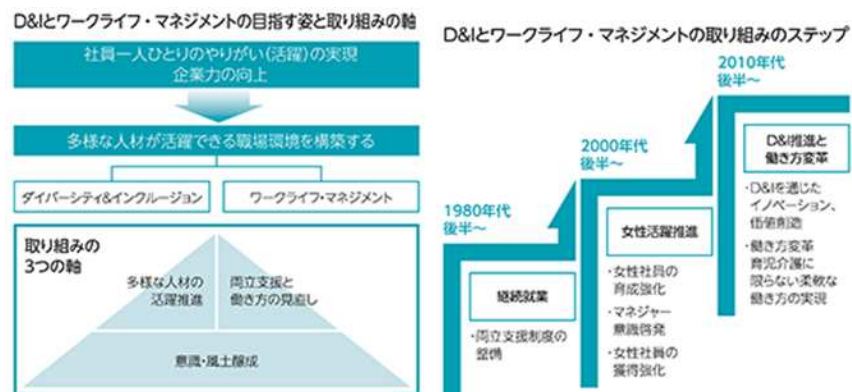 D&Iとワークライフ・マネジメントの目指す姿と取り組みの軸
社員一人ひとりのやりがい(活躍)の実現
企業力の向上
多様な人材が活躍できる職場環境を構築する
ダイバーシティ&インクルージョン
ワークライフ・マネジメント
取り組みの
3つの軸
多様な人材の
活躍推進
両立支援と
働き方の見直し
意識・風土醸成
D&Iとワークライフ・マネジメントの取り組みのステップ
1980年代
後半~
継続就業
・両立支援制度の
整備
2000年代
後半~
女性活躍推進
・女性社員の
育成強化
・マネジャー
意識啓発
・女性社員の
獲得強化
2010年代
後半~
D&I推進と
働き方変革
・D&Iを通じた
イノベーション、
価値創造
・働き方変革
育児介護に
限らない柔軟な
働き方の実現